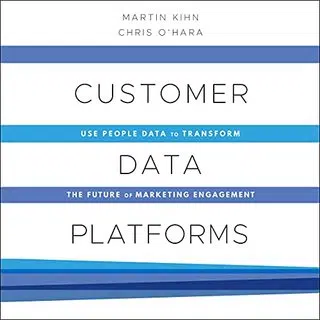 MARTIN KIHN
CHRIS O'HARA
CUSTOMER
USE PEOPLE DATA TO TRANSFORM
DATA
THE FUTURE OF MARKETING ENGAGEMENT
PLATFORMS